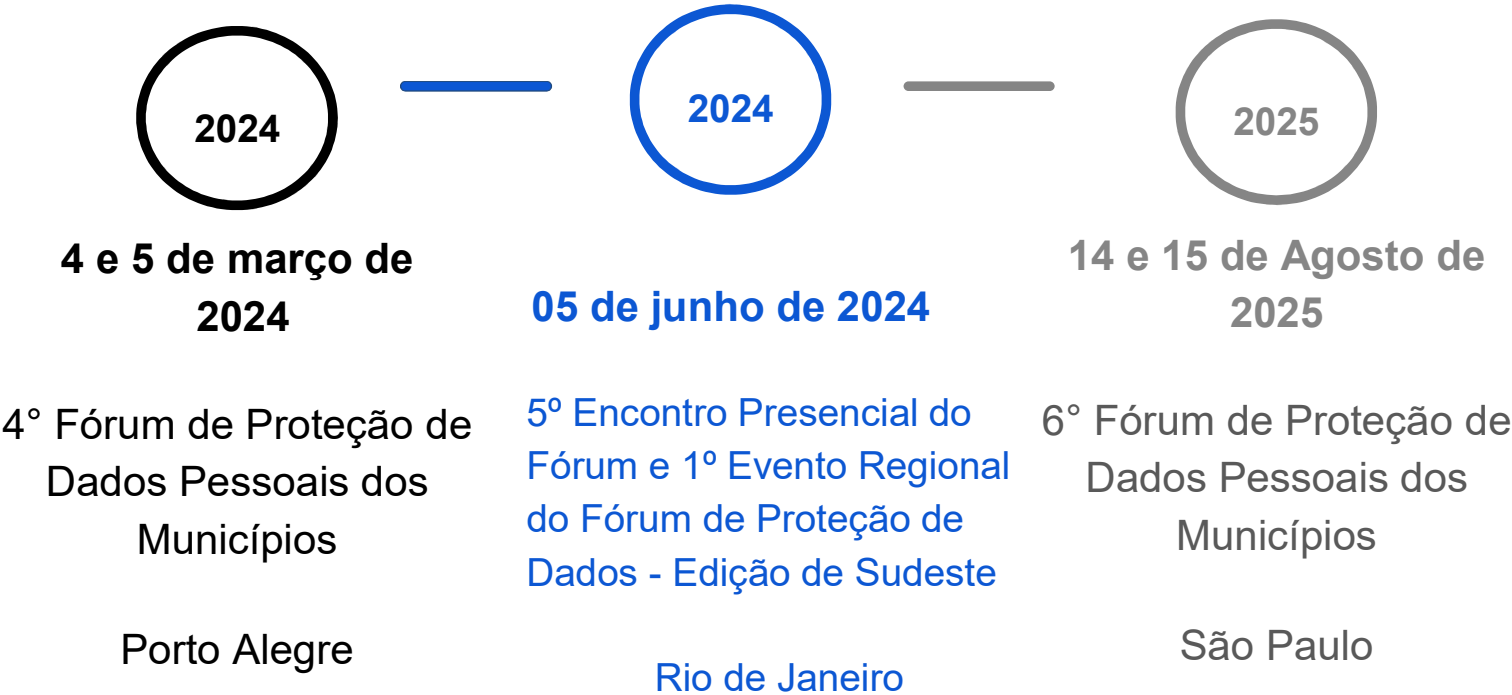 2024
4 e 5 de março de
2024
4° Fórum de Proteção de
Dados Pessoais dos
Municípios
Porto Alegre
2024
05 de junho de 2024
5º Encontro Presencial do
Fórum e 1º Evento Regional
do Fórum de Proteção de
Dados - Edição de Sudeste
Rio de Janeiro
2025
14 e 15 de Agosto de
2025
6° Fórum de Proteção de
Dados Pessoais dos
Municípios
São Paulo